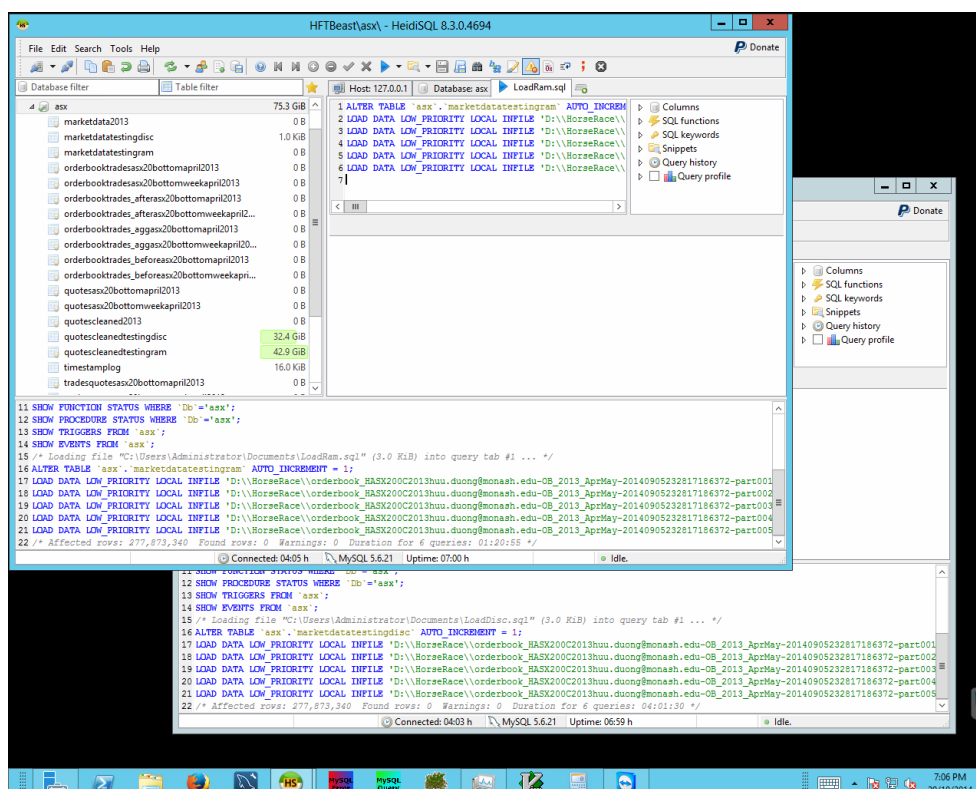 HFTBeast\asx\ - HeidiSQL 8.3.0.4694
File Edit Search Tools Help
Donate
Database filter
Table filter
Host: 127.0.0.1
Database: asx
LoadRam.sql
asx 75.3 GiB
marketdata2013 0 B
marketdatatestingdisc 1.0 KiB
marketdatatestingram 0 B
orderbooktradesasx20bottomapril2013 0 B
orderbooktradesasx20bottomweekapril2013 0 B
orderbooktrades_afterasx20bottomapril2013 0 B
orderbooktrades_afterasx20bottomweekapril2... 0 B
orderbooktrades_aggasx20bottomapril2013 0 B
orderbooktrades_aggasx20bottomweekapril20... 0 B
orderbooktrades_beforeasx20bottomapril2013 0 B
orderbooktrades_beforeasx20bottomweekapri... 0 B
quotesasx20bottomapril2013 0 B
quotesasx20bottomweekapril2013 0 B
quotescleaned2013 0 B
quotescleanedtestingdisc 32.4 GiB
quotescleanedtestingram 42.9 GiB
timestamplog 16.0 KiB
tradesquotesasx20bottomapril2013 0 B
1 ALTER TABLE `asx`.`marketdatatestingram` AUTO_INCREM
2 LOAD DATA LOW_PRIORITY LOCAL INFILE 'D:\\HorseRace\\
3 LOAD DATA LOW_PRIORITY LOCAL INFILE 'D:\\HorseRace\\
4 LOAD DATA LOW_PRIORITY LOCAL INFILE 'D:\\HorseRace\\
5 LOAD DATA LOW_PRIORITY LOCAL INFILE 'D:\\HorseRace\\
6 LOAD DATA LOW_PRIORITY LOCAL INFILE 'D:\\HorseRace\\
7
Columns
SQL functions
SQL keywords
Snippets
Query history
Query profile
11 SHOW FUNCTION STATUS WHERE `Db`='asx';
12 SHOW PROCEDURE STATUS WHERE `Db`='asx';
13 SHOW TRIGGERS FROM `asx`;
14 SHOW EVENTS FROM `asx`;
15 /* Loading file "C:\Users\Administrator\Documents\LoadRam.sql" (3.0 KiB) into query tab #1 ... */
16 ALTER TABLE `asx`.`marketdatatestingram` AUTO_INCREMENT = 1;
17 LOAD DATA LOW_PRIORITY LOCAL INFILE 'D:\\HorseRace\\orderbook_HASX200C2013huu.duong@monash.edu-OB_2013_AprMay-20140905232817186372-part001
18 LOAD DATA LOW_PRIORITY LOCAL INFILE 'D:\\HorseRace\\orderbook_HASX200C2013huu.duong@monash.edu-OB_2013_AprMay-20140905232817186372-part002
19 LOAD DATA LOW_PRIORITY LOCAL INFILE 'D:\\HorseRace\\orderbook_HASX200C2013huu.duong@monash.edu-OB_2013_AprMay-20140905232817186372-part003
20 LOAD DATA LOW_PRIORITY LOCAL INFILE 'D:\\HorseRace\\orderbook_HASX200C2013huu.duong@monash.edu-OB_2013_AprMay-20140905232817186372-part004
21 LOAD DATA LOW_PRIORITY LOCAL INFILE 'D:\\HorseRace\\orderbook_HASX200C2013huu.duong@monash.edu-OB_2013_AprMay-20140905232817186372-part005
22 /* Affected rows: 277,873,340 Found rows: 0 Warnings: 0 Duration for 6 queries: 01:20:55 */
Connected: 04:05 h MySQL 5.6.21 Uptime: 07:00 h Idle.
Donate
Columns
SQL functions
SQL keywords
Snippets
Query history
Query profile
11 SHOW FUNCTION STATUS WHERE `Db`='asx';
12 SHOW PROCEDURE STATUS WHERE `Db`='asx';
13 SHOW TRIGGERS FROM `asx`;
14 SHOW EVENTS FROM `asx`;
15 /* Loading file "C:\Users\Administrator\Documents\LoadDisc.sql" (3.0 KiB) into query tab #1 ... */
16 ALTER TABLE `asx`.`marketdatatestingdisc` AUTO_INCREMENT = 1;
17 LOAD DATA LOW_PRIORITY LOCAL INFILE 'D:\\HorseRace\\orderbook_HASX200C2013huu.duong@monash.edu-OB_2013_AprMay-20140905232817186372-part001
18 LOAD DATA LOW_PRIORITY LOCAL INFILE 'D:\\HorseRace\\orderbook_HASX200C2013huu.duong@monash.edu-OB_2013_AprMay-20140905232817186372-part002
19 LOAD DATA LOW_PRIORITY LOCAL INFILE 'D:\\HorseRace\\orderbook_HASX200C2013huu.duong@monash.edu-OB_2013_AprMay-20140905232817186372-part003
20 LOAD DATA LOW_PRIORITY LOCAL INFILE 'D:\\HorseRace\\orderbook_HASX200C2013huu.duong@monash.edu-OB_2013_AprMay-20140905232817186372-part004
21 LOAD DATA LOW_PRIORITY LOCAL INFILE 'D:\\HorseRace\\orderbook_HASX200C2013huu.duong@monash.edu-OB_2013_AprMay-20140905232817186372-part005
22 /* Affected rows: 277,873,340 Found rows: 0 Warnings: 0 Duration for 6 queries: 04:01:30 */
Connected: 04:03 h MySQL 5.6.21 Uptime: 06:59 h Idle.
HS
MySQL
MySQL
7:06 PM